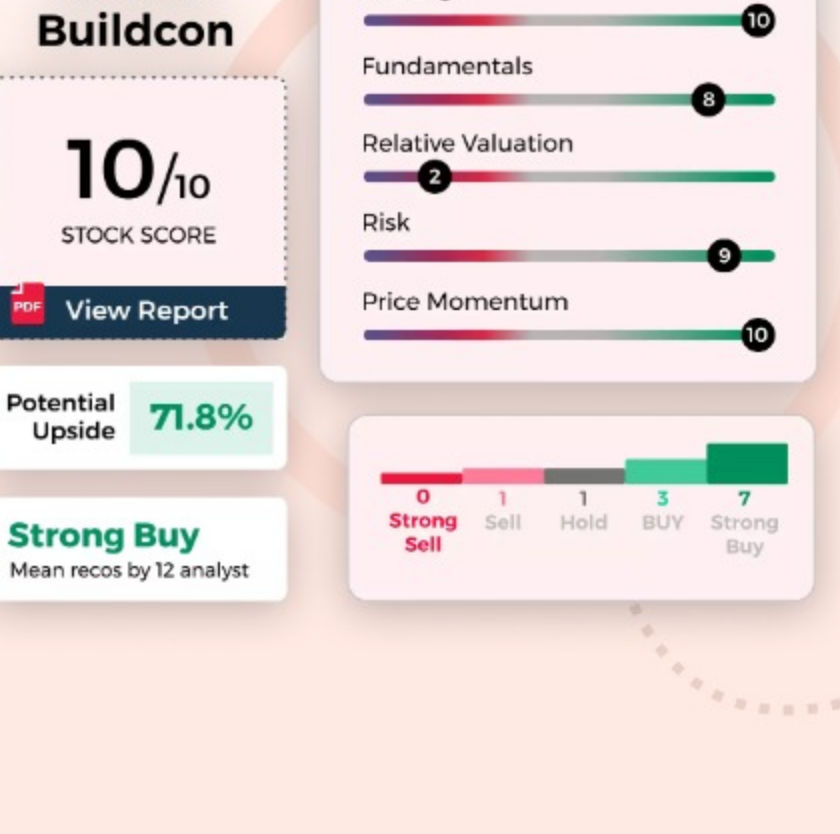 Buildcon
10/10
STOCK SCORE
PDF View Report
Potential
Upside
71.8%
Strong Buy
Mean recos by 12 analyst
10
Fundamentals
8
Relative Valuation
2
Risk
9
Price Momentum
10
0 1 1 3 7
Strong Sell Hold BUY Strong
Sell Buy